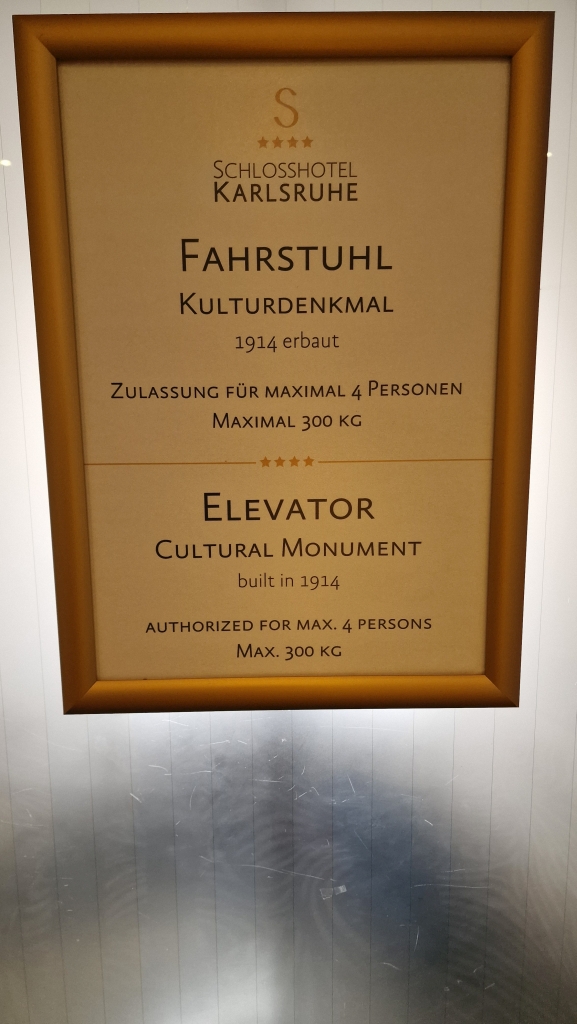 S
SCHLOSSHOTEL
KARLSRUHE
FAHRSTUHL
KULTURDENKMAL
1914 erbaut
ZULASSUNG FÜR MAXIMAL 4 PERSONEN
MAXIMAL 300 KG
ELEVATOR
CULTURAL MONUMENT
built in 1914
AUTHORIZED FOR MAX. 4 PERSONS
MAX. 300 KG